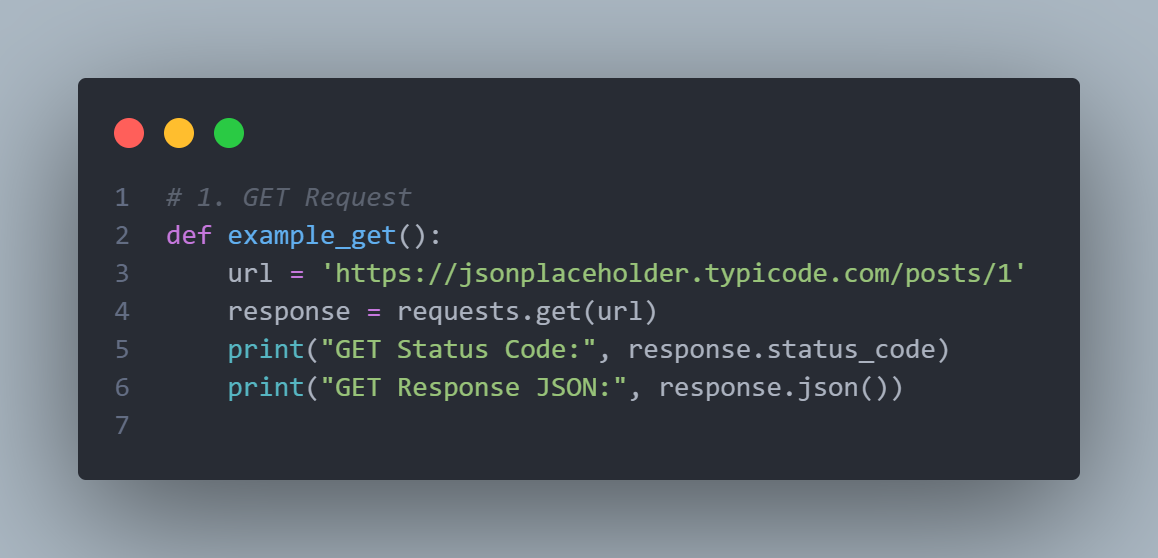 1 # 1. GET Request
2 def example_get():
3     url = 'https://jsonplaceholder.typicode.com/posts/1'
4     response = requests.get(url)
5     print("GET Status Code:", response.status_code)
6     print("GET Response JSON:", response.json())
7